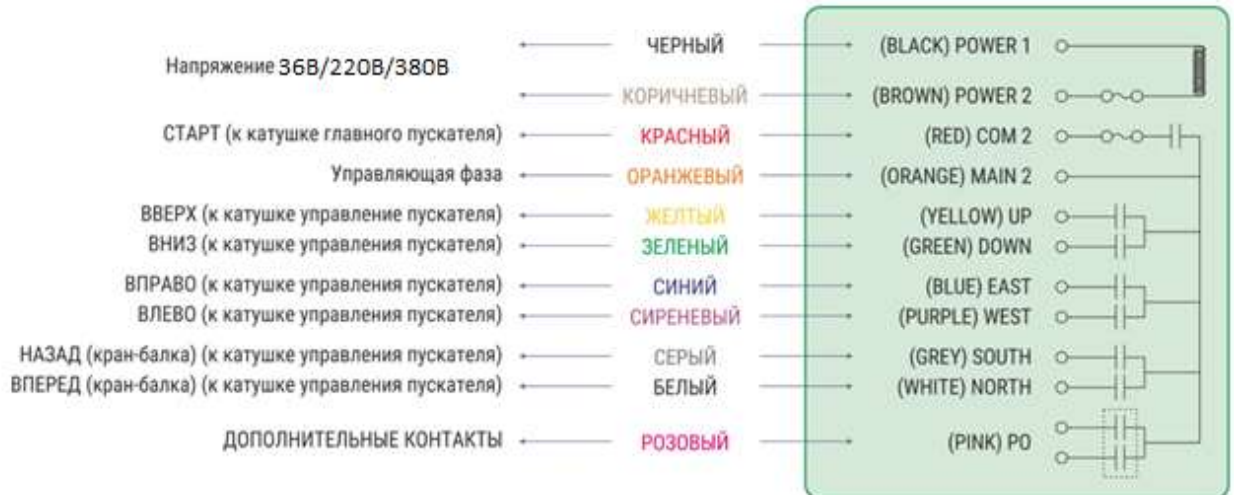 ЧЕРНЫЙ (BLACK) POWER 1
Напряжение 36В/220В/380В
КОРИЧНЕВЫЙ (BROWN) POWER 2
СТАРТ (к катушке главного пускателя) КРАСНЫЙ (RED) COM 2
Управляющая фаза ОРАНЖЕВЫЙ (ORANGE) MAIN 2
ВВЕРХ (к катушке управление пускателя) ЖЕЛТЫЙ (YELLOW) UP
ВНИЗ (к катушке управления пускателя) ЗЕЛЕНЫЙ (GREEN) DOWN
ВПРАВО (к катушке управления пускателя) СИНИЙ (BLUE) EAST
ВЛЕВО (к катушке управления пускателя) СИРЕНЕВЫЙ (PURPLE) WEST
НАЗАД (кран-балка) (к катушке управления пускателя) СЕРЫЙ (GREY) SOUTH
ВПЕРЕД (кран-балка) (к катушке управления пускателя) БЕЛЫЙ (WHITE) NORTH
ДОПОЛНИТЕЛЬНЫЕ КОНТАКТЫ РОЗОВЫЙ (PINK) PO